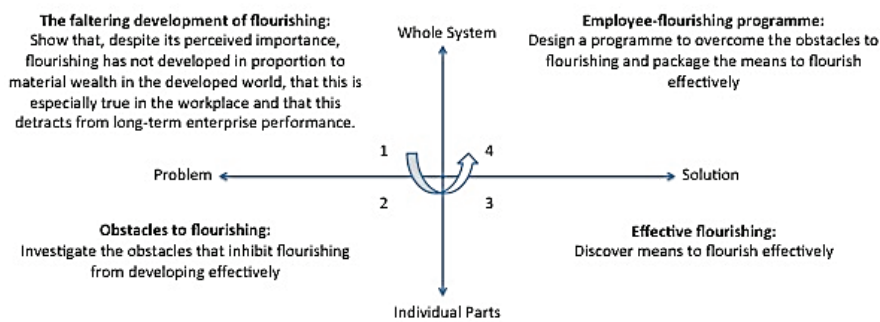 The faltering development of flourishing:
Show that, despite its perceived importance,
flourishing has not developed in proportion to
material wealth in the developed world, that this is
especially true in the workplace and that this
detracts from long-term enterprise performance.
Whole System
Employee-flourishing programme:
Design a programme to overcome the obstacles to
flourishing and package the means to flourish
effectively
1
4
Problem
Solution
2
3
Obstacles to flourishing:
Investigate the obstacles that inhibit flourishing
from developing effectively
Effective flourishing:
Discover means to flourish effectively
Individual Parts